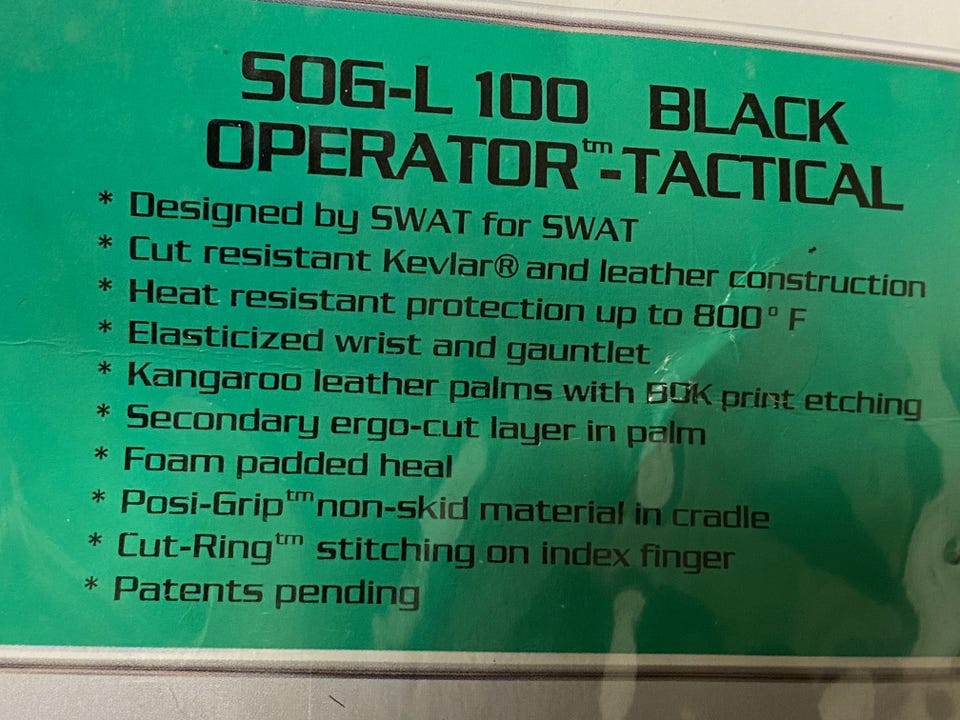 SOG-L 100 BLACK
OPERATOR™-TACTICAL
* Designed by SWAT for SWAT
* Cut resistant Kevlar® and leather construction
* Heat resistant protection up to 800° F
* Elasticized wrist and gauntlet
* Kangaroo leather palms with BOK print etching
* Secondary ergo-cut layer in palm
* Foam padded heal
* Posi-Grip™ non-skid material in cradle
* Cut-Ring™ stitching on index finger
* Patents pending